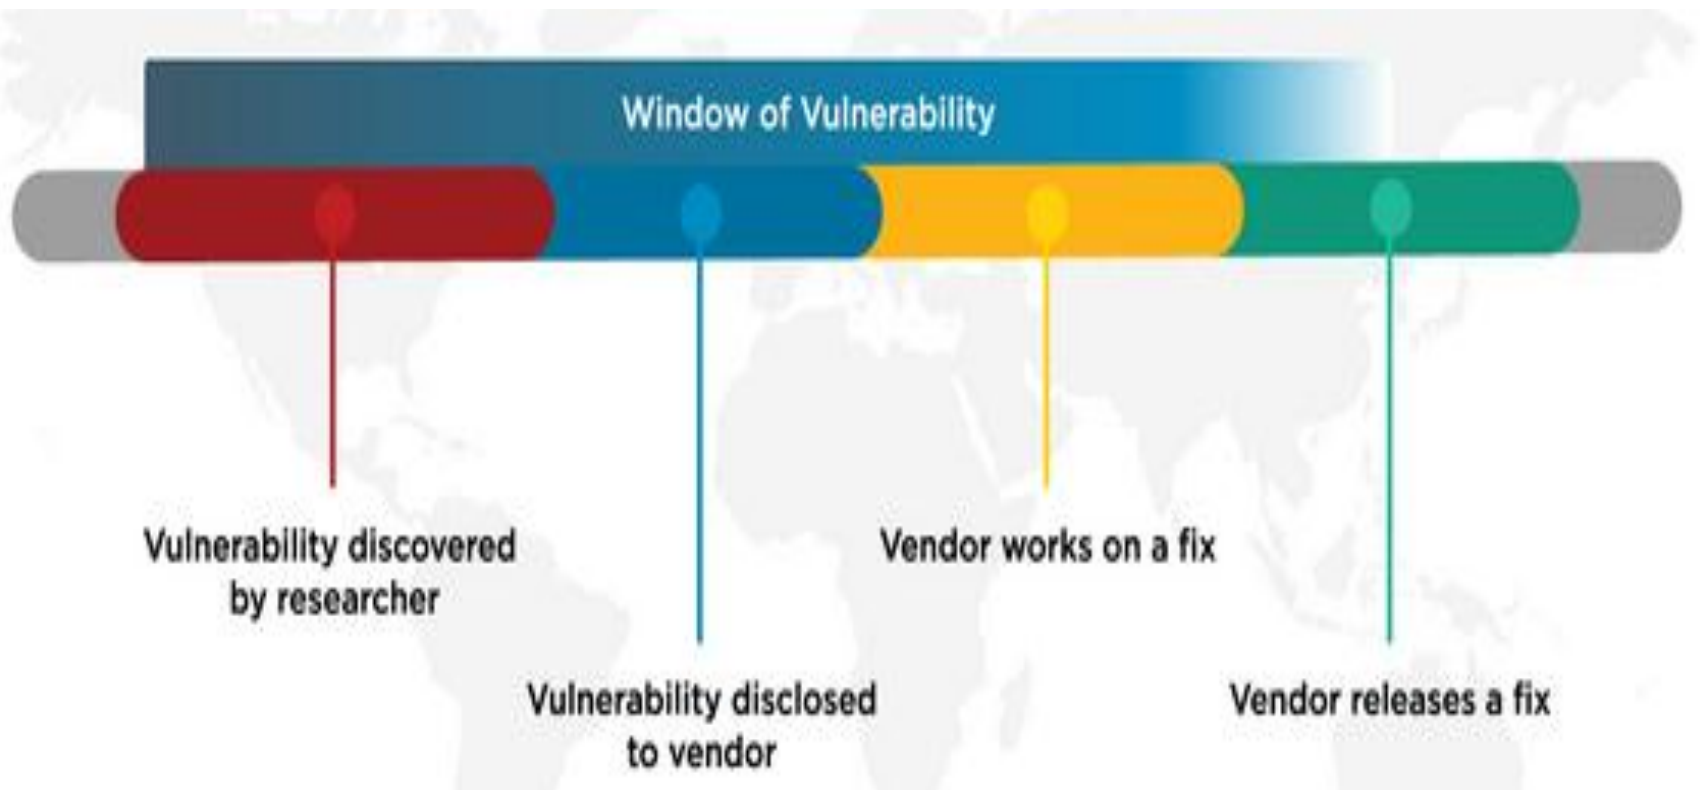 Window of Vulnerability
Vulnerability discovered
by researcher
Vulnerability disclosed
to vendor
Vendor works on a fix
Vendor releases a fix